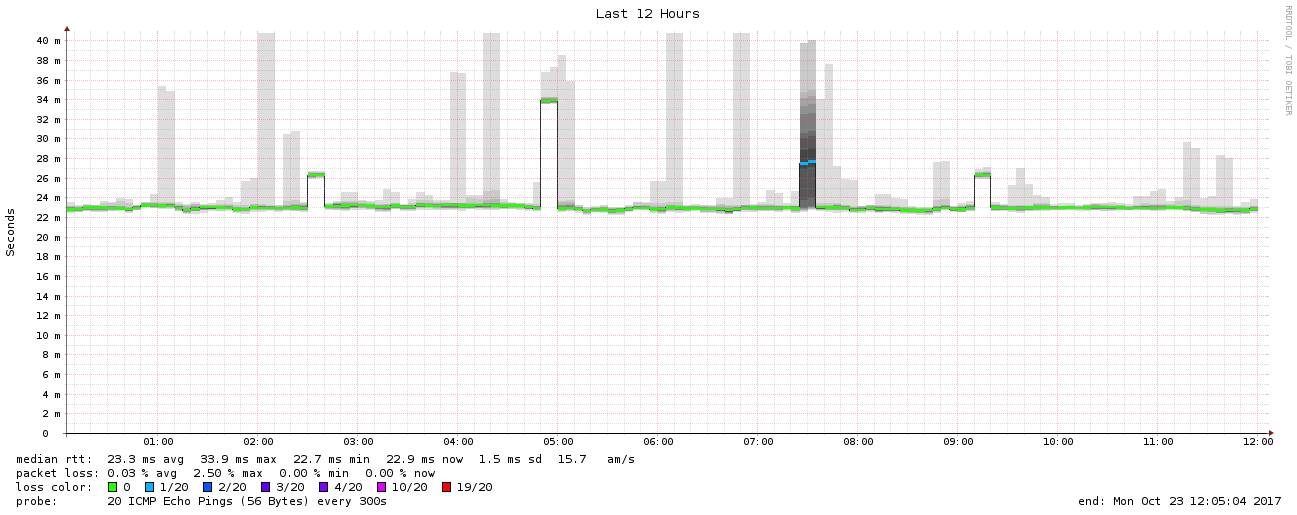 Last 12 Hours
RRDTOOL / TOBI OETIKER
Seconds
40 m
38 m
36 m
34 m
32 m
30 m
28 m
26 m
24 m
22 m
20 m
18 m
16 m
14 m
12 m
10 m
8 m
6 m
4 m
2 m
0
01:00 02:00 03:00 04:00 05:00 06:00 07:00 08:00 09:00 10:00 11:00 12:00
median rtt: 23.3 ms avg 33.9 ms max 22.7 ms min 22.9 ms now 1.5 ms sd 15.7 am/s
packet loss: 0.03 % avg 2.50 % max 0.00 % min 0.00 % now
loss color: 0 1/20 2/20 3/20 4/20 10/20 19/20
probe: 20 ICMP Echo Pings (56 Bytes) every 300s end: Mon Oct 23 12:05:04 2017